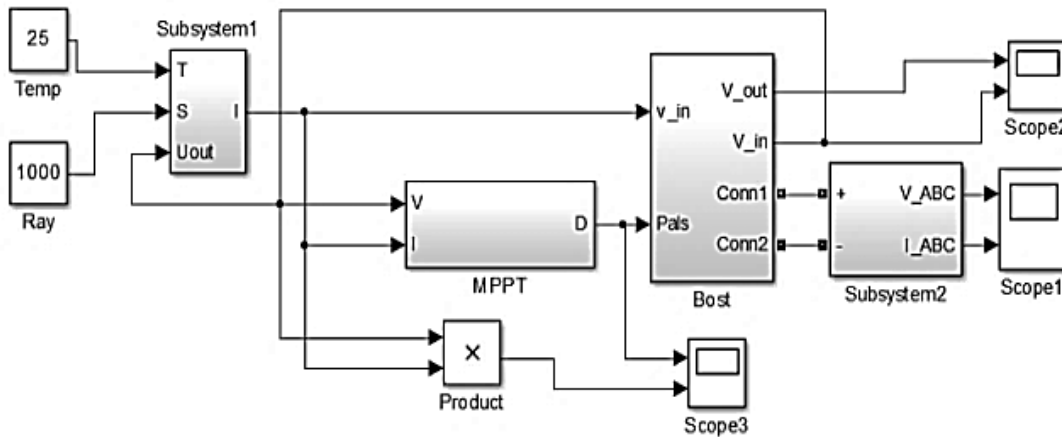 25
Temp
1000
Ray
Subsystem1
T
S
Uout
I
V
I
D
MPPT
×
Product
v_in
Pals
V_out
V_in
Conn1
Conn2
Bost
+
-
V_ABC
I_ABC
Subsystem2
Scope2
Scope1
Scope3